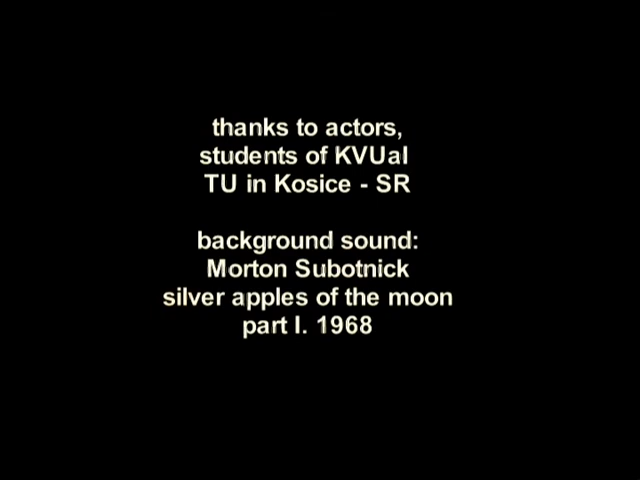 thanks to actors,
students of KVUaI
TU in Kosice - SR
background sound:
Morton Subotnick
silver apples of the moon
part I. 1968